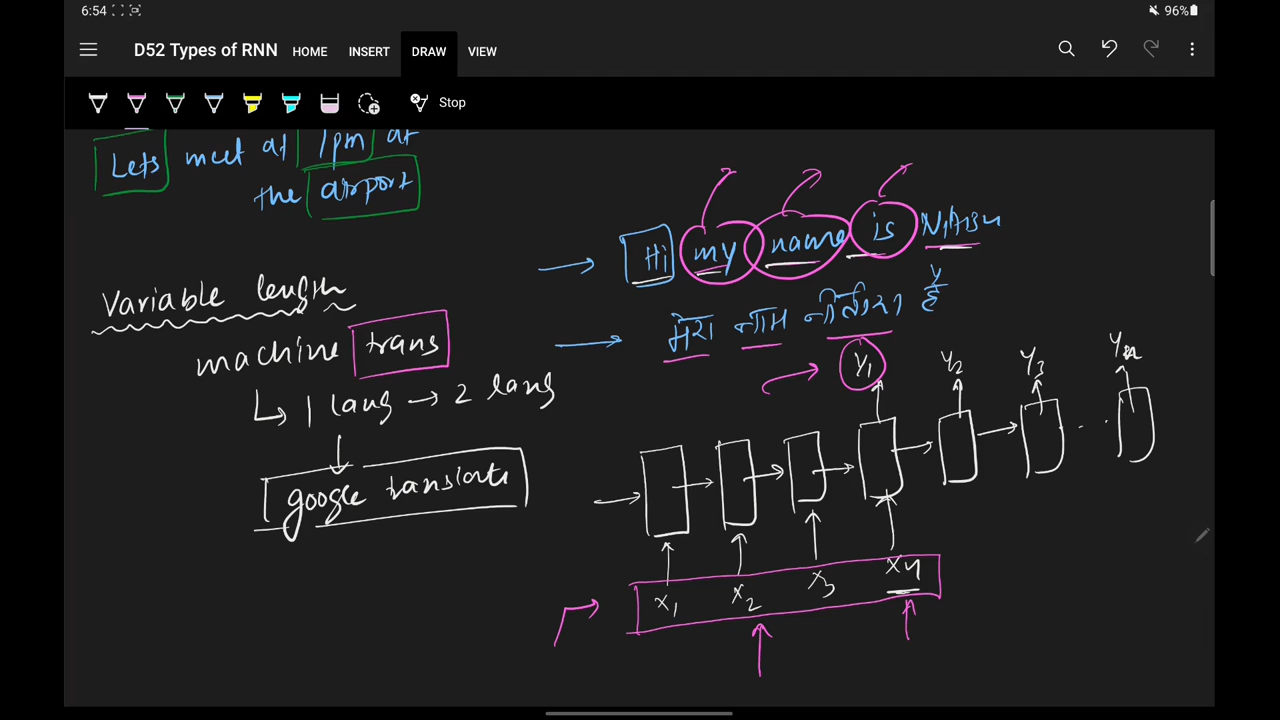 6:54
96%
D52 Types of RNN HOME INSERT DRAW VIEW
Stop
Lets meet at 7pm at
the airport
Hi my name is
Variable length
मेरा नाम है
machine trans
1 lang → 2 lang
google translate
Y1 Y2 Y3
X1 X2 X3 X4